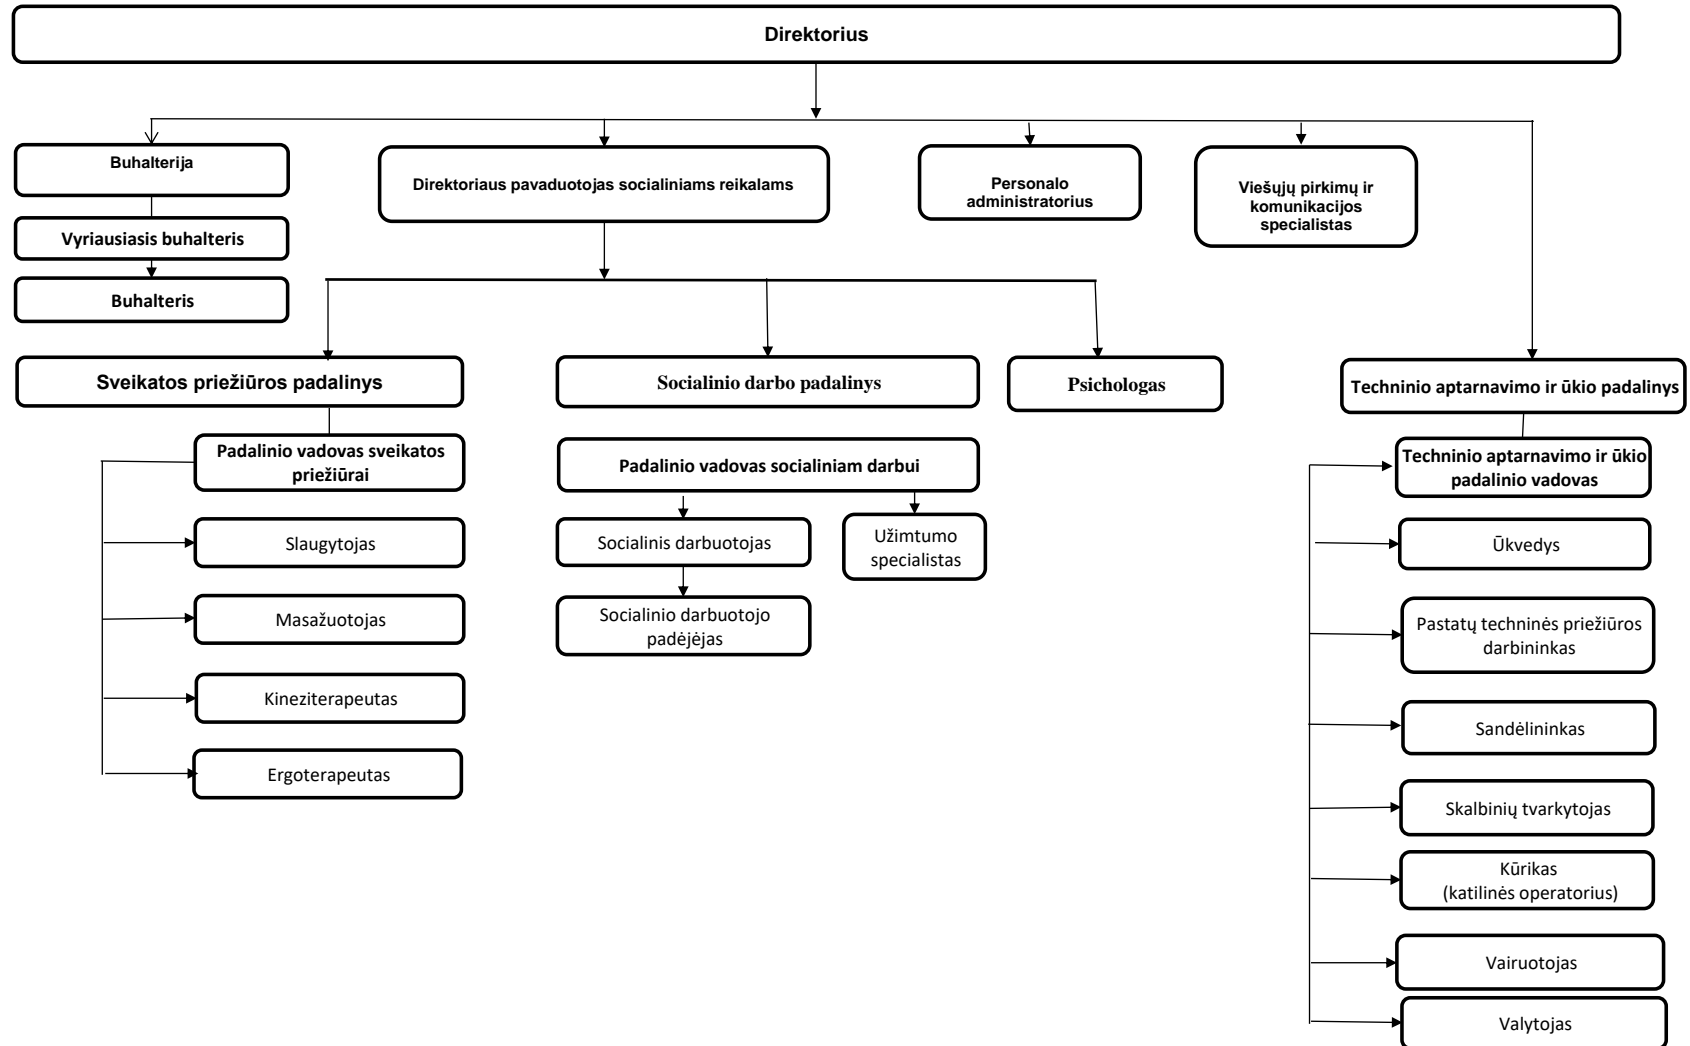 Direktorius
Buhalterija
Direktoriaus pavaduotojas socialiniams reikalams
Personalo
administratorius
Viešųjų pirkimų ir
komunikacijos
specialistas
Vyriausiasis buhalteris
Buhalteris
Sveikatos priežiūros padalinys
Socialinio darbo padalinys
Psichologas
Techninio aptarnavimo ir ūkio padalinys
Padalinio vadovas sveikatos
priežiūrai
Slaugytojas
Masažuotojas
Kineziterapeutas
Ergoterapeutas
Padalinio vadovas socialiniam darbui
Socialinis darbuotojas
Užimtumo
specialistas
Socialinio darbuotojo
padėjėjas
Techninio aptarnavimo ir ūkio
padalinio vadovas
Ūkvedys
Pastatų techninės priežiūros
darbininkas
Sandėlininkas
Skalbinių tvarkytojas
Kūrikas
(katilinės operatorius)
Vairuotojas
Valytojas